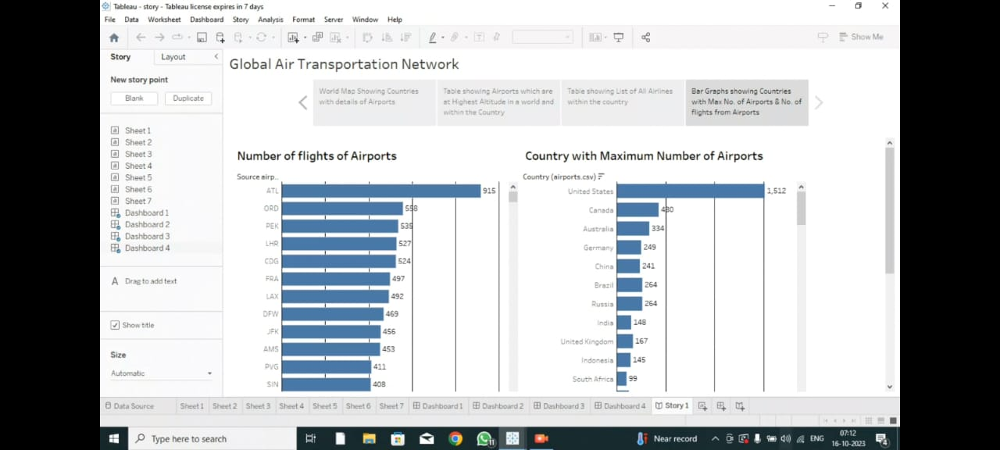 Tableau - story - Tableau license expires in 7 days
File Data Worksheet Dashboard Story Analysis Format Server Window Help
Show Me
Story Layout
New story point
Blank Duplicate
Sheet 1
Sheet 2
Sheet 3
Sheet 4
Sheet 5
Sheet 6
Sheet 7
Dashboard 1
Dashboard 2
Dashboard 3
Dashboard 4
A Drag to add text
Show title
Size
Automatic
Global Air Transportation Network
World Map Showing Countries
with details of Airports
Table showing Airports which are
at Highest Altitude in a world and
within the Country
Table showing List of All Airlines
within the country
Bar Graphs showing Countries
with Max No. of Airports & No. of
flights from Airports
Number of flights of Airports
Source airp..
ATL 915
ORD 558
PEK 535
LHR 527
CDG 524
FRA 497
LAX 492
DFW 469
JFK 456
AMS 453
PVG 411
SIN 408
Country with Maximum Number of Airports
Country (airports.csv)
United States 1,512
Canada 430
Australia 334
Germany 249
China 241
Brazil 264
Russia 264
India 148
United Kingdom 167
Indonesia 145
South Africa 99
Data Source Sheet 1 Sheet 2 Sheet 3 Sheet 4 Sheet 5 Sheet 6 Sheet 7 Dashboard 1 Dashboard 2 Dashboard 3 Dashboard 4 Story 1
Type here to search
11
Near record
ENG
07:12
16-10-2023
4